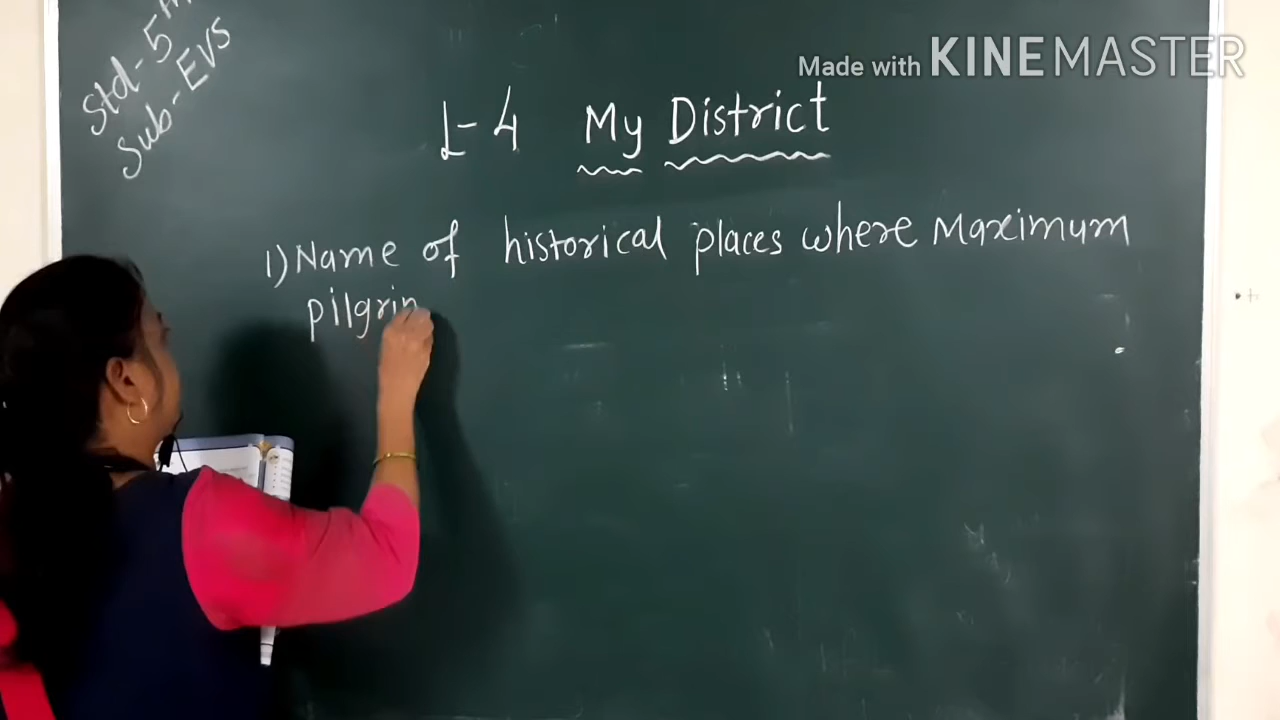 Std - 5th
Sub - EVS
Made with KINEMASTER
L-4 My District
1) Name of historical places where Maximum
pilgrin